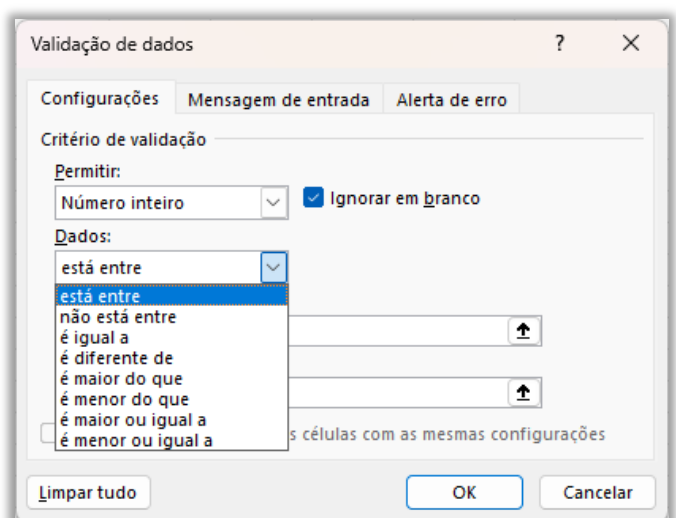 Validação de dados ? ×
Configurações Mensagem de entrada Alerta de erro
Critério de validação
Permitir:
Número inteiro Ignorar em branco
Dados:
está entre
está entre
não está entre
é igual a
é diferente de
é maior do que
é menor do que
é maior ou igual a
é menor ou igual a s células com as mesmas configurações
Limpar tudo OK Cancelar